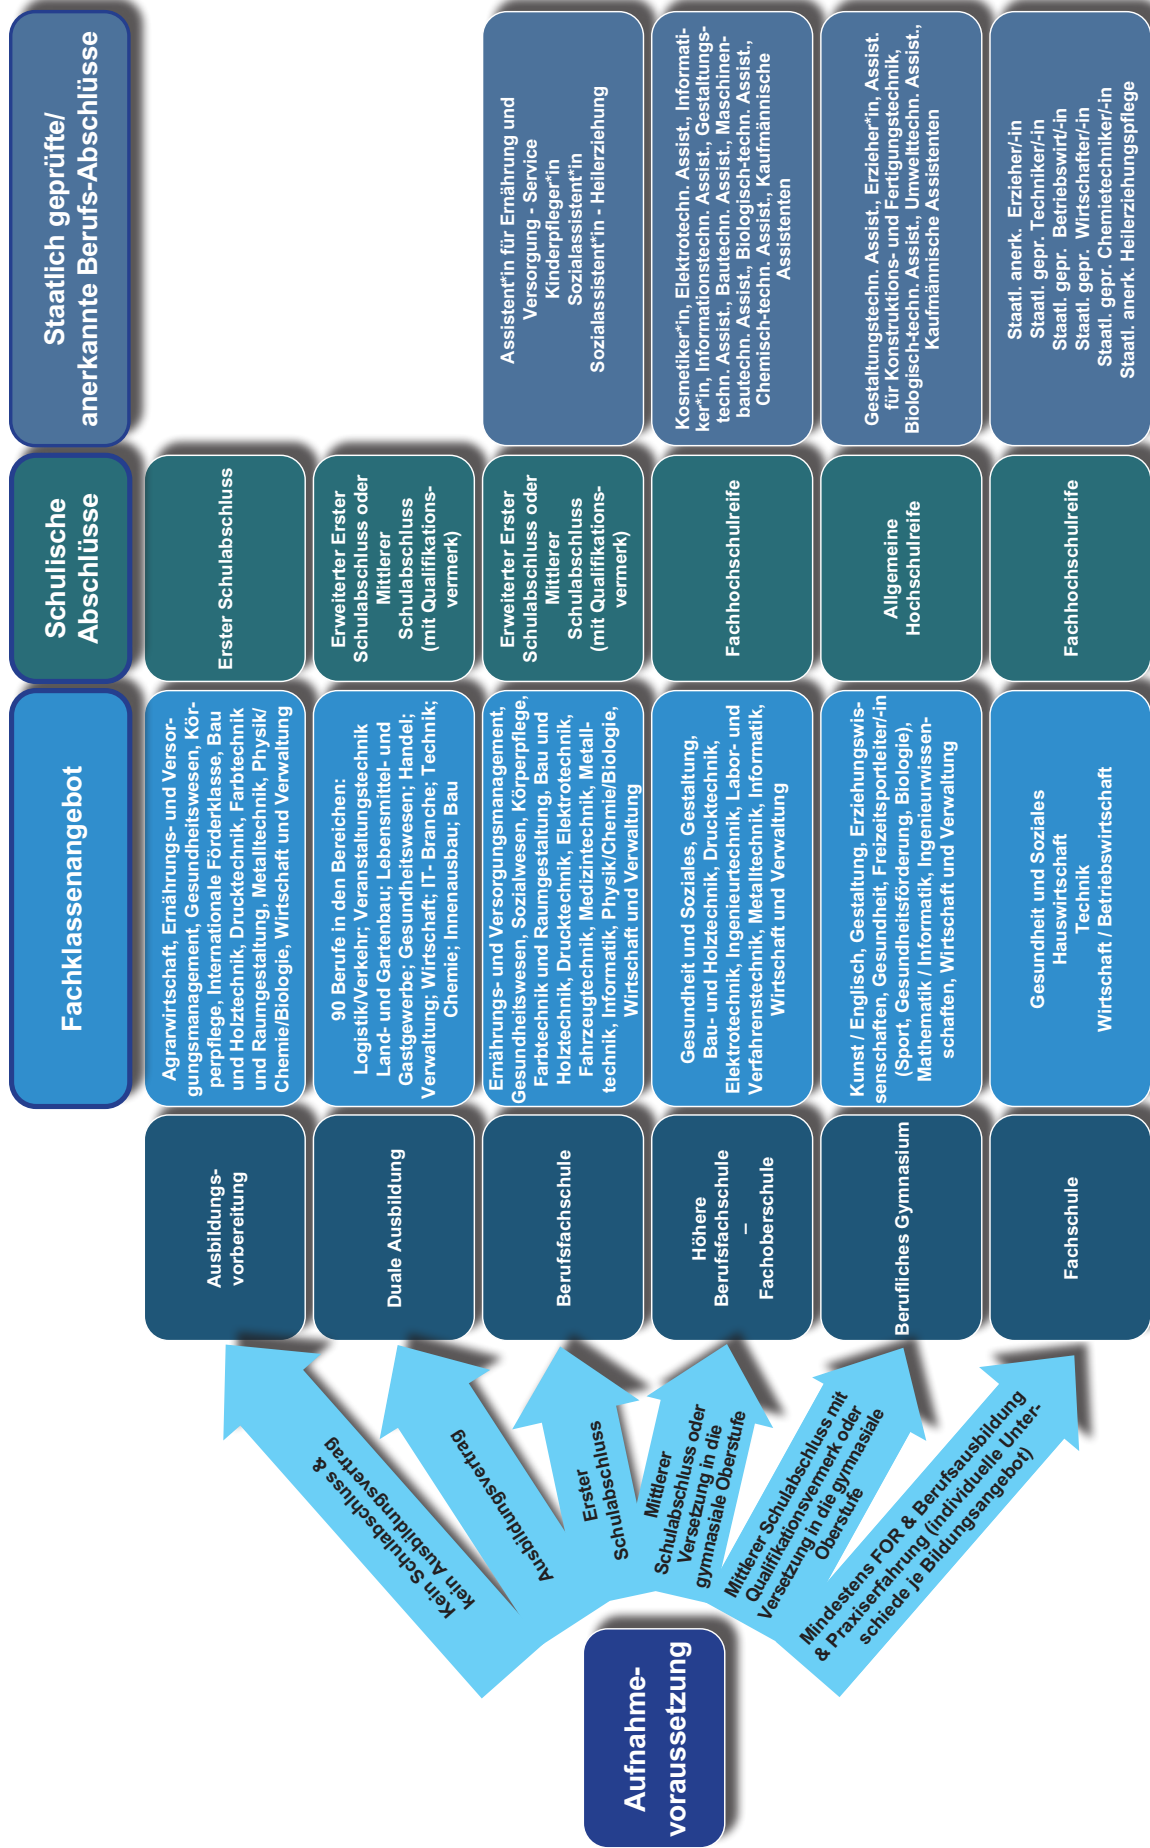 Aufnahme-
voraussetzung
Fachklassenangebot
Schulische
Abschlüsse
Staatlich geprüfte/
anerkannte Berufs-Abschlüsse
Kein Schulabschluss &
kein Ausbildungsvertrag
Ausbildungs-
vorbereitung
Agrarwirtschaft, Ernährungs- und Versor-
gungsmanagement, Gesundheitswesen, Kör-
perpflege, Internationale Förderklasse, Bau
und Holztechnik, Drucktechnik, Farbtechnik
und Raumgestaltung, Metalltechnik, Physik/
Chemie/Biologie, Wirtschaft und Verwaltung
Erster Schulabschluss
Ausbildungsvertrag
Duale Ausbildung
90 Berufe in den Bereichen:
Logistik/Verkehr; Veranstaltungstechnik
Land- und Gartenbau; Lebensmittel- und
Gastgewerbe; Gesundheitswesen; Handel;
Verwaltung; Wirtschaft; IT- Branche; Technik;
Chemie; Innenausbau; Bau
Erweiterter Erster
Schulabschluss oder
Mittlerer
Schulabschluss
(mit Qualifikations-
vermerk)
Erster
Schulabschluss
Berufsfachschule
Ernährungs- und Versorgungsmanagement,
Gesundheitswesen, Sozialwesen, Körperpflege,
Farbtechnik und Raumgestaltung, Bau und
Holztechnik, Drucktechnik, Elektrotechnik,
Fahrzeugtechnik, Medizintechnik, Metall-
technik, Informatik, Physik/Chemie/Biologie,
Wirtschaft und Verwaltung
Erweiterter Erster
Schulabschluss oder
Mittlerer
Schulabschluss
(mit Qualifikations-
vermerk)
Assistent*in für Ernährung und
Versorgung - Service
Kinderpfleger*in
Sozialassistent*in
Sozialassistent*in - Heilerziehung
Mittlerer
Schulabschluss oder
Versetzung in die
gymnasiale Oberstufe
Höhere
Berufsfachschule
–
Fachoberschule
Gesundheit und Soziales, Gestaltung,
Bau- und Holztechnik, Drucktechnik,
Elektrotechnik, Ingenieurtechnik, Labor- und
Verfahrenstechnik, Metalltechnik, Informatik,
Wirtschaft und Verwaltung
Fachhochschulreife
Kosmetiker*in, Elektrotechn. Assist., Informati-
ker*in, Informationstechn. Assist., Gestaltungs-
techn. Assist., Bautechn. Assist., Maschinen-
bautechn. Assist., Biologisch-techn. Assist.,
Chemisch-techn. Assist., Kaufmännische
Assistenten
Mittlerer Schulabschluss mit
Qualifikationsvermerk oder
Versetzung in die gymnasiale
Oberstufe
Berufliches Gymnasium
Kunst / Englisch, Gestaltung, Erziehungswis-
senschaften, Gesundheit, Freizeitsportleiter/-in
(Sport, Gesundheitsförderung, Biologie),
Mathematik / Informatik, Ingenieurwissen-
schaften, Wirtschaft und Verwaltung
Allgemeine
Hochschulreife
Gestaltungstechn. Assist., Erzieher*in, Assist.
für Konstruktions- und Fertigungstechnik,
Biologisch-techn. Assist., Umwelttechn. Assist.,
Kaufmännische Assistenten
Mindestens FOR & Berufsausbildung
& Praxiserfahrung (individuelle Unter-
schiede je Bildungsangebot)
Fachschule
Gesundheit und Soziales
Hauswirtschaft
Technik
Wirtschaft / Betriebswirtschaft
Fachhochschulreife
Staatl. anerk. Erzieher/-in
Staatl. gepr. Techniker/-in
Staatl. gepr. Betriebswirt/-in
Staatl. gepr. Wirtschafter/-in
Staatl. gepr. Chemietechniker/-in
Staatl. anerk. Heilerziehungspflege